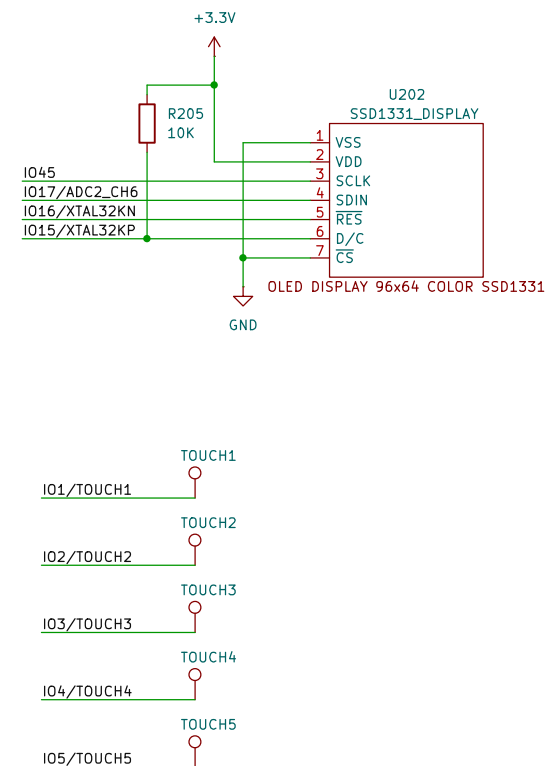 +3.3V
R205
10K
U202
SSD1331_DISPLAY
1 VSS
2 VDD
IO45 3 SCLK
IO17/ADC2_CH6 4 SDIN
IO16/XTAL32KN 5 RES
IO15/XTAL32KP 6 D/C
7 CS
OLED DISPLAY 96x64 COLOR SSD1331
GND
TOUCH1
IO1/TOUCH1
TOUCH2
IO2/TOUCH2
TOUCH3
IO3/TOUCH3
TOUCH4
IO4/TOUCH4
TOUCH5
IO5/TOUCH5